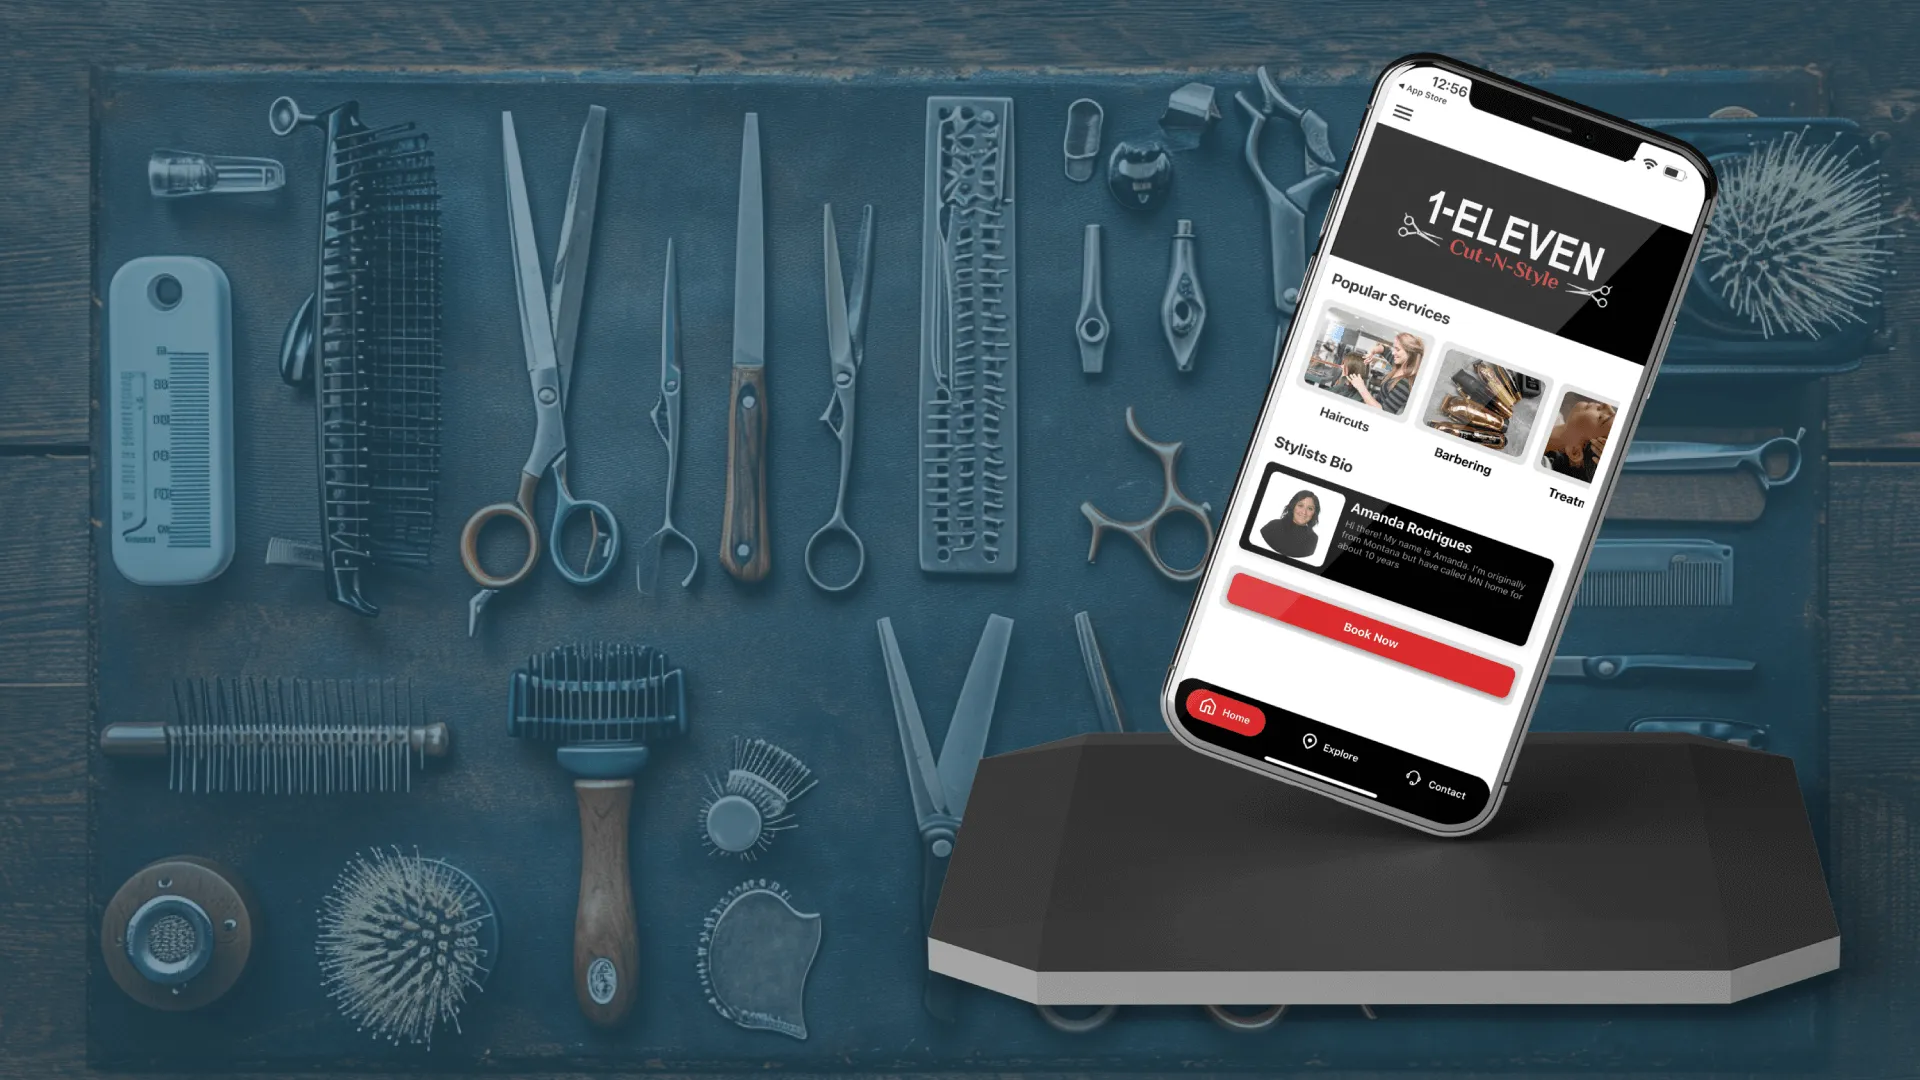 12:56
App Store
1-ELEVEN
Cut-N-Style
Popular Services
Haircuts
Barbering
Treatn
Stylists Bio
Amanda Rodrigues
Hi there! My name is Amanda. I'm originally
from Montana but have called MN home for
about 10 years
Book Now
Home
Explore
Contact